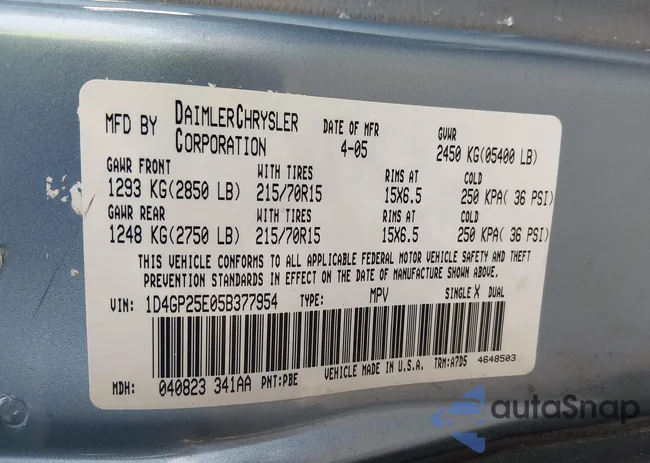 MFD BY DAIMLERCHRYSLER CORPORATION DATE OF MFR 4-05 GVWR 2450 KG(05400 LB)
GAWR FRONT WITH TIRES RIMS AT COLD
1293 KG(2850 LB) 215/70R15 15X6.5 250 KPA( 36 PSI)
GAWR REAR WITH TIRES RIMS AT COLD
1248 KG(2750 LB) 215/70R15 15X6.5 250 KPA( 36 PSI)
THIS VEHICLE CONFORMS TO ALL APPLICABLE FEDERAL MOTOR VEHICLE SAFETY AND THEFT
PREVENTION STANDARDS IN EFFECT ON THE DATE OF MANUFACTURE SHOWN ABOVE.
VIN: 1D4GP25E05B377954 TYPE: MPV SINGLE X DUAL
MDH: 040823 341AA PNT:PBE VEHICLE MADE IN U.S.A. TRM:A7D5 4648503
autaSnap